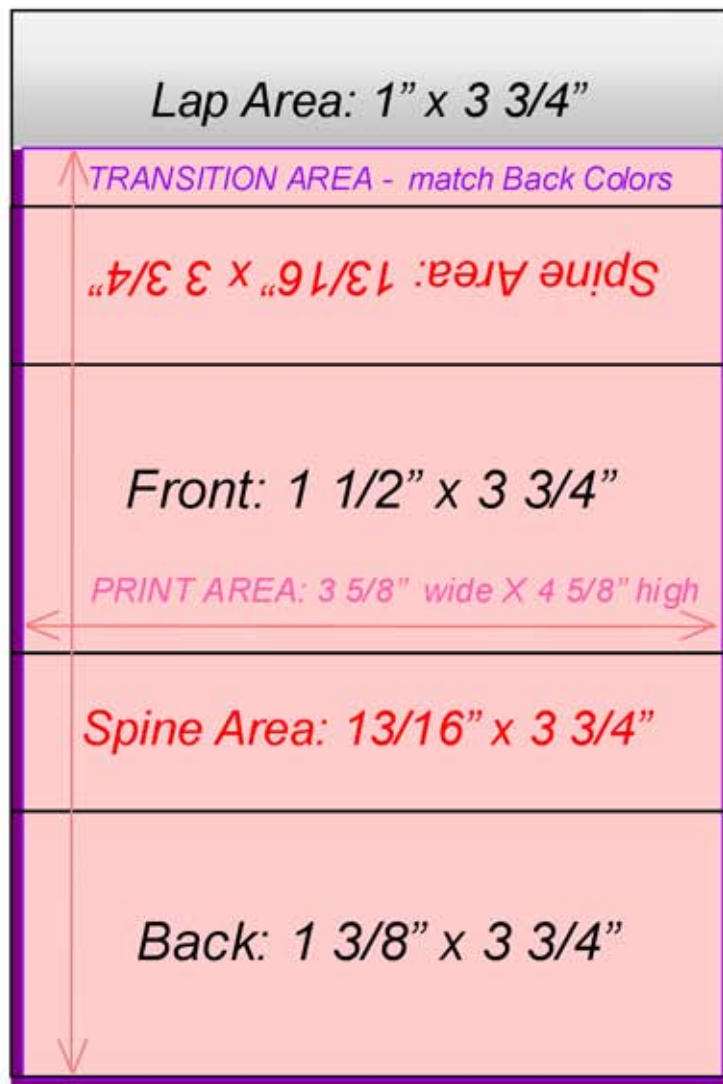 Lap Area: 1” x 3 3/4”
TRANSITION AREA - match Back Colors
Spine Area: 13/16” x 3 3/4”
Front: 1 1/2” x 3 3/4”
PRINT AREA: 3 5/8” wide X 4 5/8” high
Spine Area: 13/16” x 3 3/4”
Back: 1 3/8” x 3 3/4”